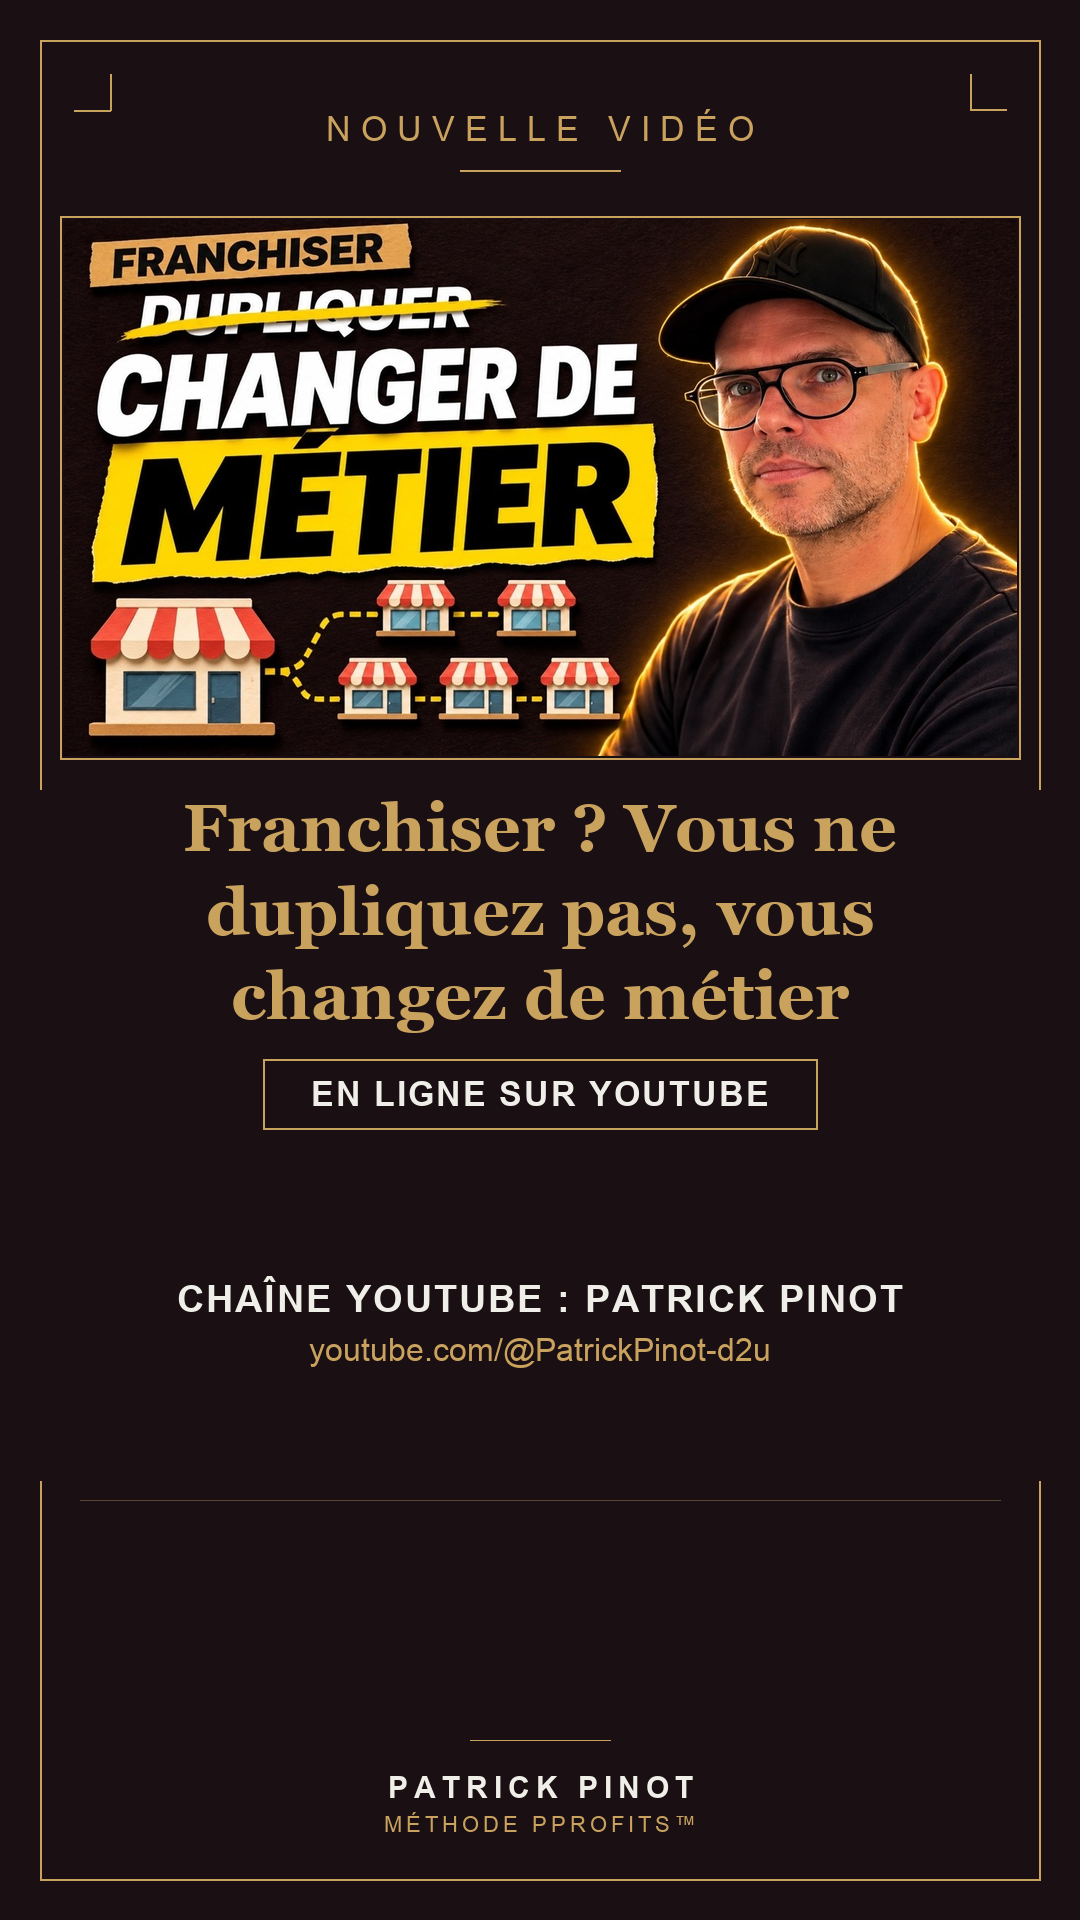 NOUVELLE VIDÉO
FRANCHISER
DUPLIQUER
CHANGER DE
MÉTIER
NY
Franchiser ? Vous ne
dupliquez pas, vous
changez de métier
EN LIGNE SUR YOUTUBE
CHAÎNE YOUTUBE : PATRICK PINOT
youtube.com/@PatrickPinot-d2u
PATRICK PINOT
MÉTHODE PPROFITS™